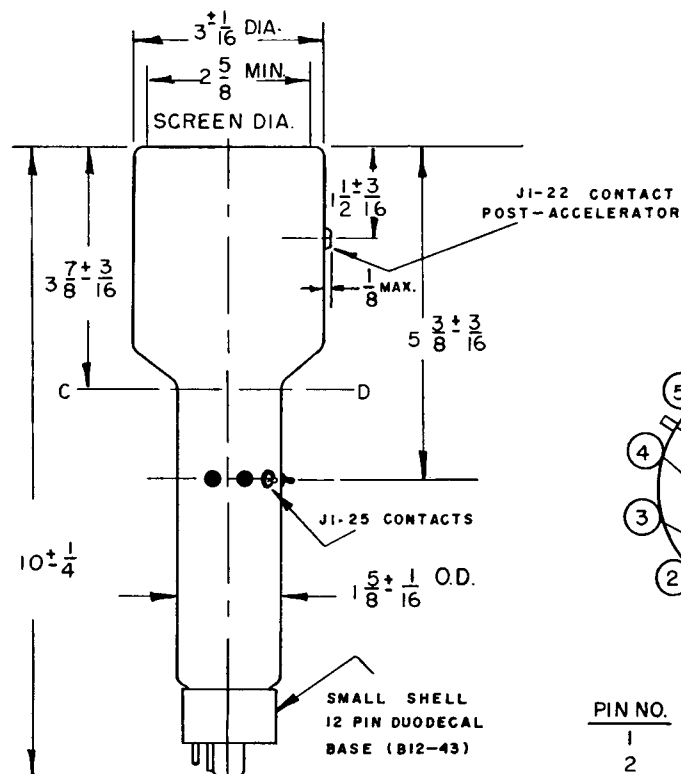 3 ± 1/16 DIA.
2 5/8 MIN.
SCREEN DIA.
1 1/2 ± 3/16
J1-22 CONTACT
POST-ACCELERATOR
3 7/8 ± 3/16
1/8 MAX.
5 3/8 ± 3/16
C D
5
4
3
2
J1-25 CONTACTS
10 ± 1/4
1 5/8 ± 1/16 O.D.
SMALL SHELL
12 PIN DUODECAL
BASE (B12-43)
PIN NO.
1
2